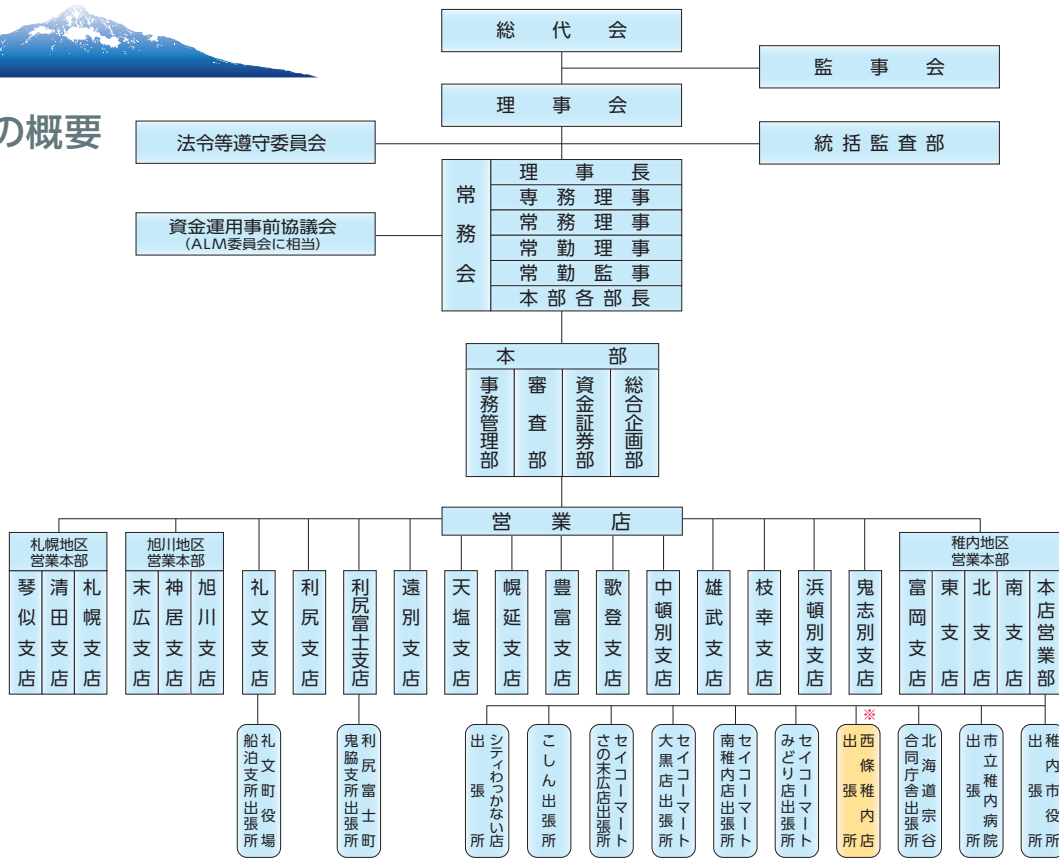 の概要
総代会
監事会
理事会
法令等遵守委員会
統括監査部
常務会
理事長
専務理事
常務理事
常勤理事
常勤監事
本部各部長
資金運用事前協議会
(ALM委員会に相当)
本部
事務管理部
審査部
資金証券部
総合企画部
営業店
札幌地区
営業本部
琴似支店
清田支店
札幌支店
旭川地区
営業本部
末広支店
神居支店
旭川支店
礼文支店
利尻支店
利尻富士支店
遠別支店
天塩支店
幌延支店
豊富支店
歌登支店
中頓別支店
雄武支店
枝幸支店
浜頓別支店
鬼志別支店
稚内地区
営業本部
富岡支店
東支店
北支店
南支店
本店営業部
礼文町役場
船泊支所出張所
利尻富士町
鬼脇支所出張所
シティわっかない店
出張所
こしん出張所
セイコーマート
さの末広店出張所
セイコーマート
大黒店出張所
セイコーマート
南稚内店出張所
セイコーマート
みどり店出張所
※
西條稚内店
出張所
北海道宗谷
合同庁舎出張所
市立稚内病院
出張所
稚内市役所
出張所